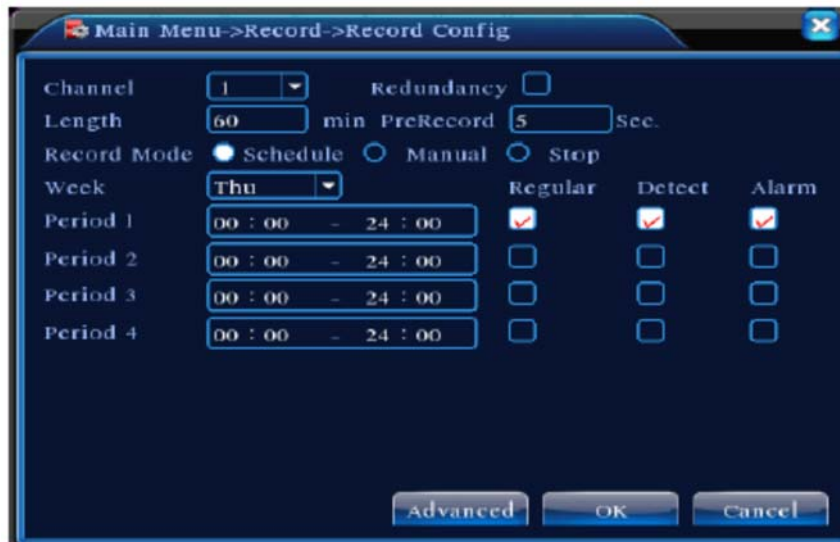 Main Menu->Record->Record Config
Channel 1 Redundancy
Length 60 min PreRecord 5 Sec.
Record Mode Schedule Manual Stop
Week Thu Regular Detect Alarm
Period 1 00 : 00 - 24 : 00
Period 2 00 : 00 - 24 : 00
Period 3 00 : 00 - 24 : 00
Period 4 00 : 00 - 24 : 00
Advanced OK Cancel